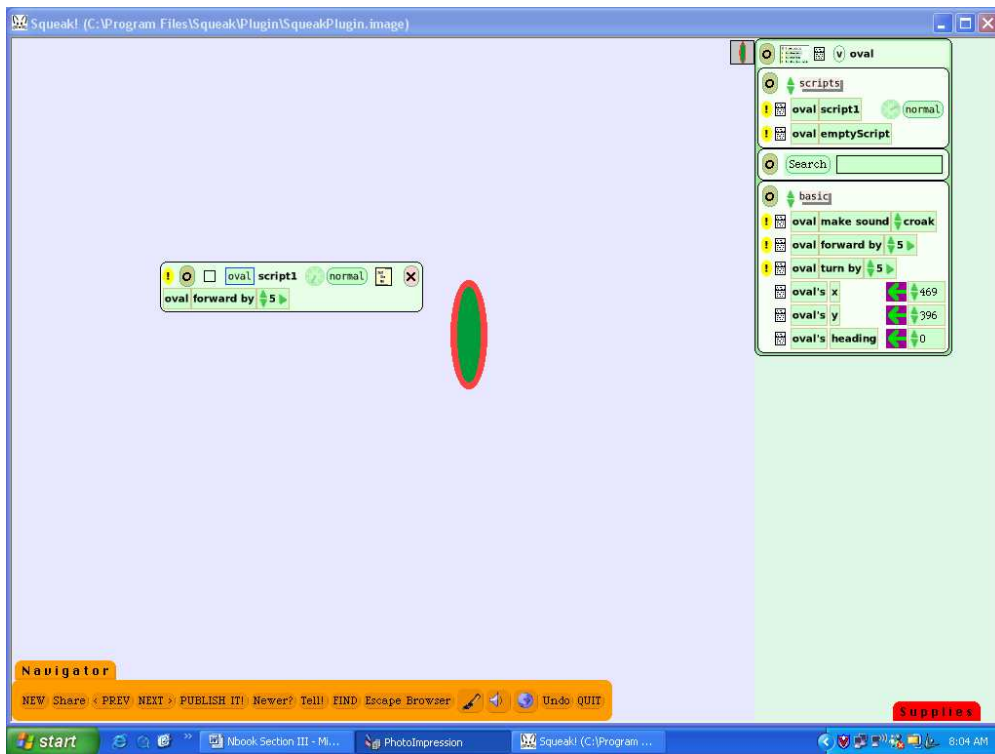 Squeak! (C:\Program Files\Squeak\Plugin\SqueakPlugin.image)
v oval
scripts
! oval script1 normal
! oval emptyScript
Search
basic
! oval make sound croak
! oval forward by 5
! oval turn by 5
oval's x 469
oval's y 396
oval's heading 0
! oval script1 normal
oval forward by 5
Navigator
NEW Share < PREV NEXT > PUBLISH IT! Newer? Tell! FIND Escape Browser Undo QUIT
Supplies
start » Nbook Section III - Mi... PhotoImpression Squeak! (C:\Program ... 8:04 AM